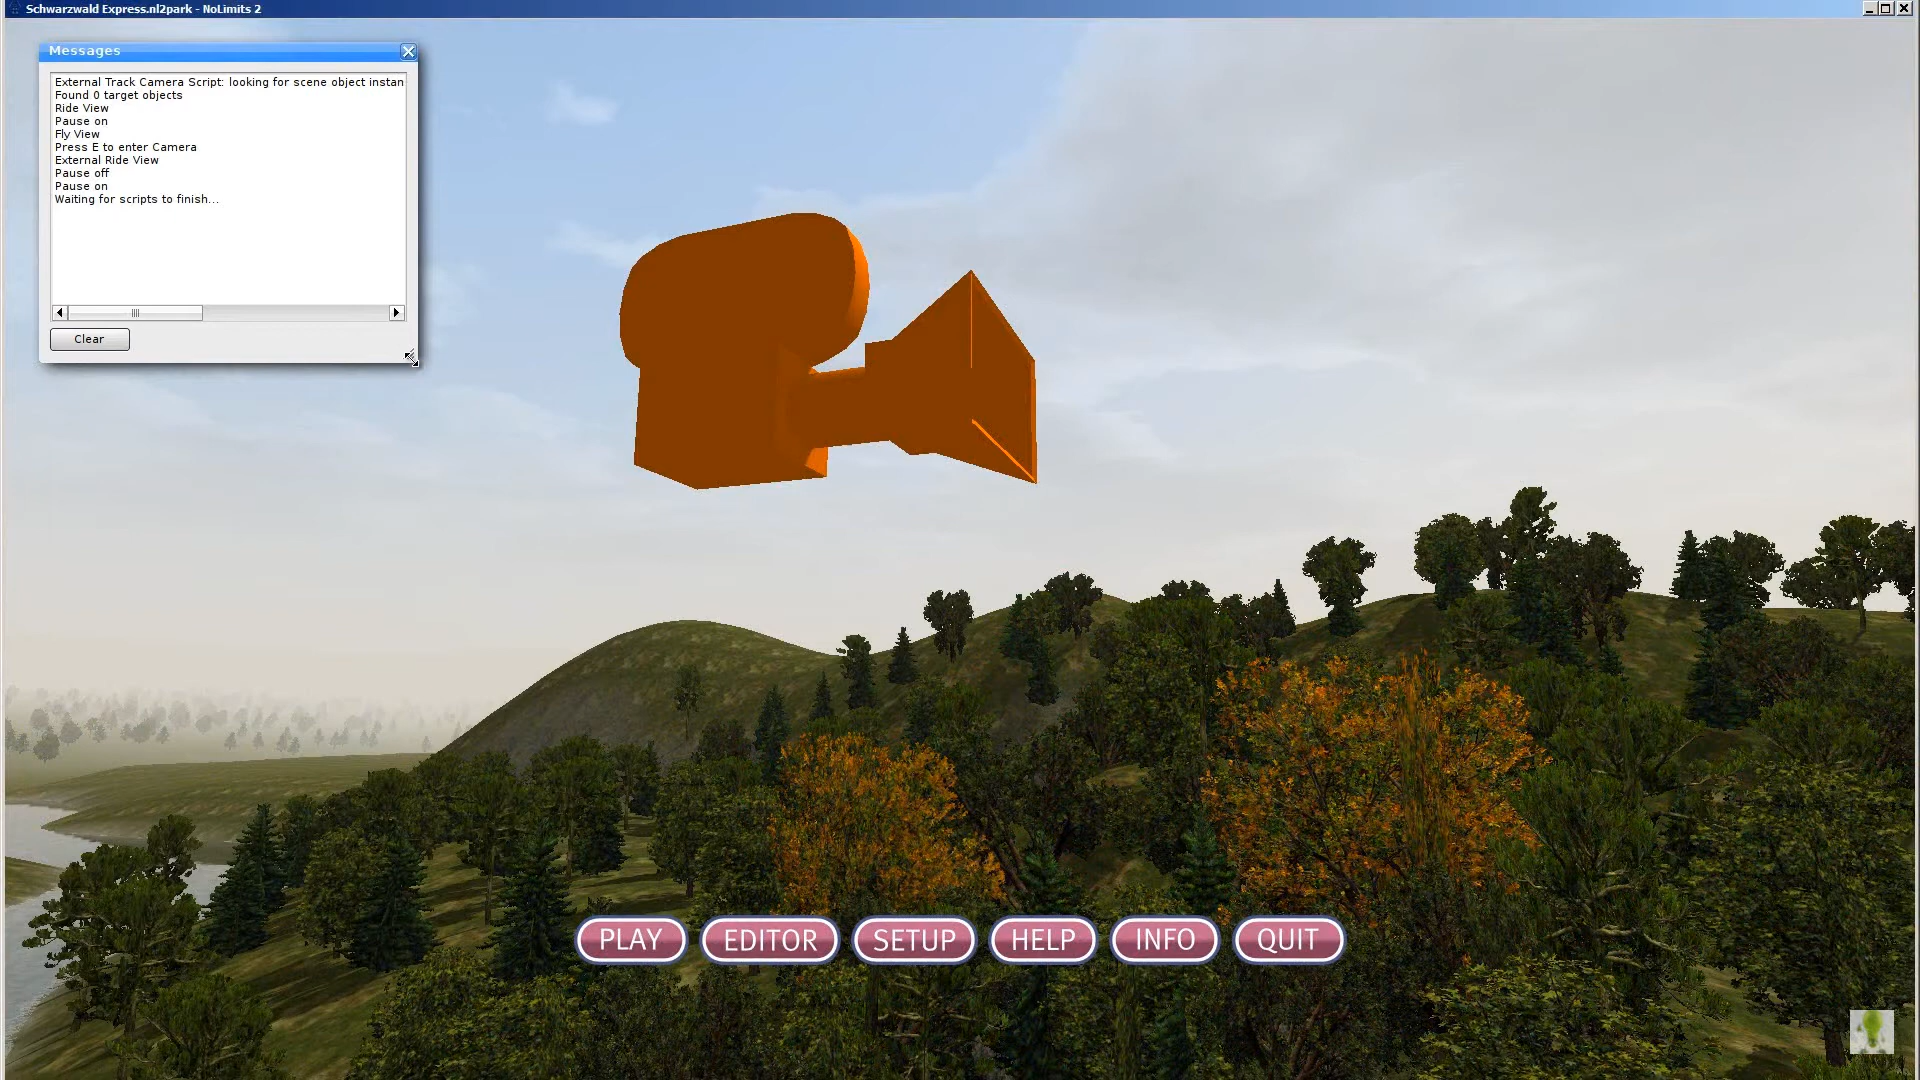 Schwarzwald Express.nl2park - NoLimits 2
Messages
External Track Camera Script: looking for scene object instan
Found 0 target objects
Ride View
Pause on
Fly View
Press E to enter Camera
External Ride View
Pause off
Pause on
Waiting for scripts to finish...
Clear
PLAY EDITOR SETUP HELP INFO QUIT